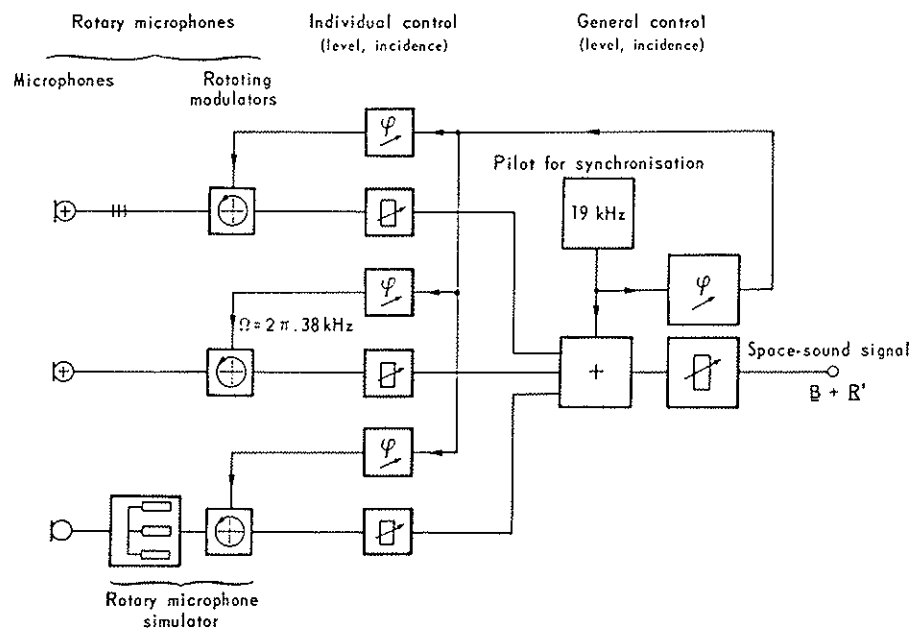 Rotary microphones
Individual control
(level, incidence)
General control
(level, incidence)
Microphones
Rotating
modulators
φ
Pilot for synchronisation
19 kHz
φ
φ
Ω = 2 π . 38 kHz
+
Space-sound signal
B + R'
φ
Rotary microphone
simulator